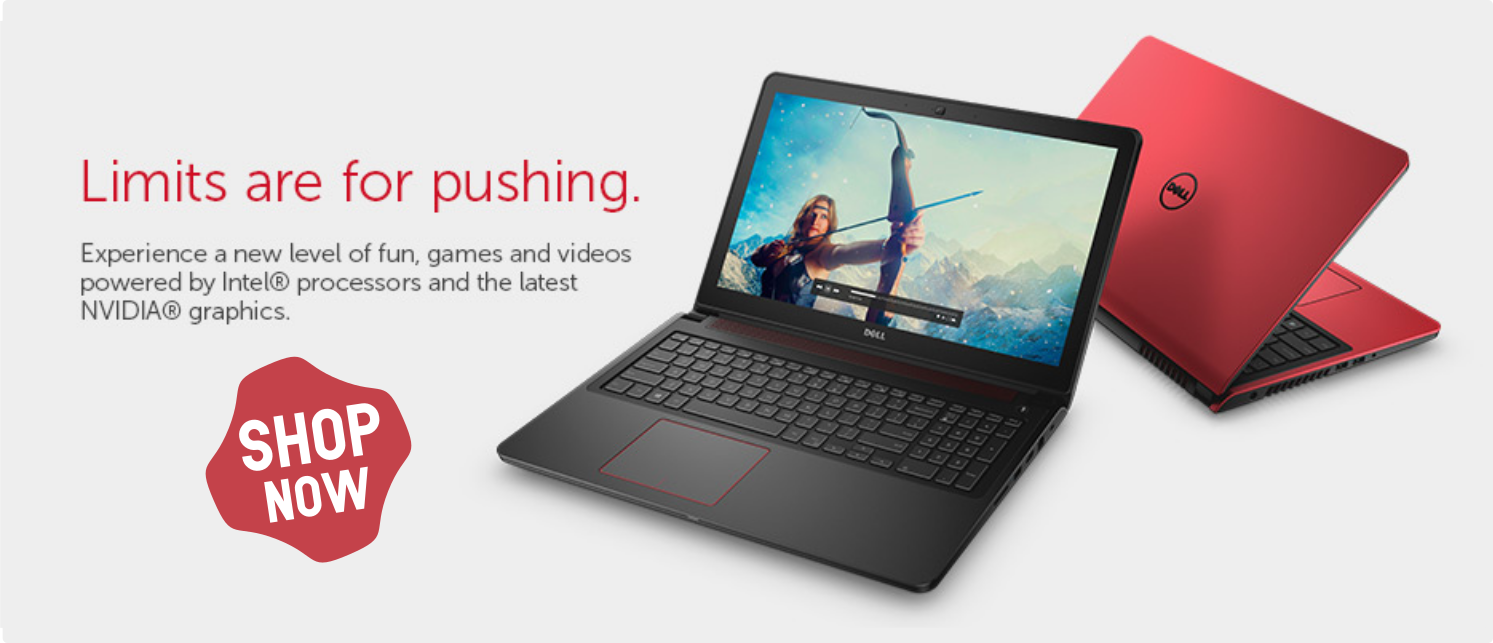 Limits are for pushing.
Experience a new level of fun, games and videos
powered by Intel® processors and the latest
NVIDIA® graphics.
SHOP
NOW
DELL
DELL